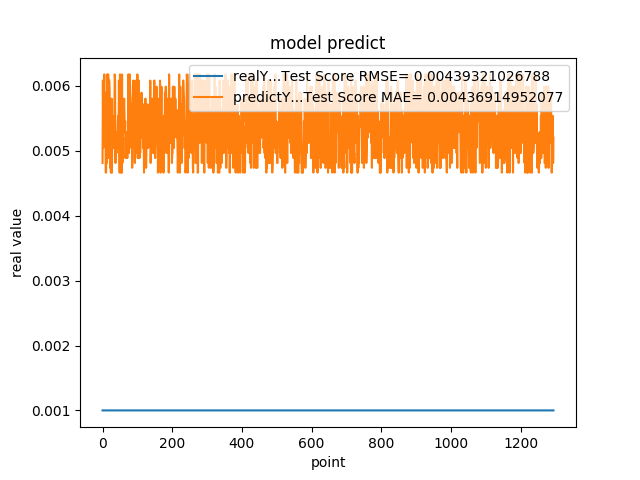 model predict
realY...Test Score RMSE= 0.00439321026788
predictY...Test Score MAE= 0.00436914952077
0.006
0.005
0.004
0.003
0.002
0.001
real value
0 200 400 600 800 1000 1200
point